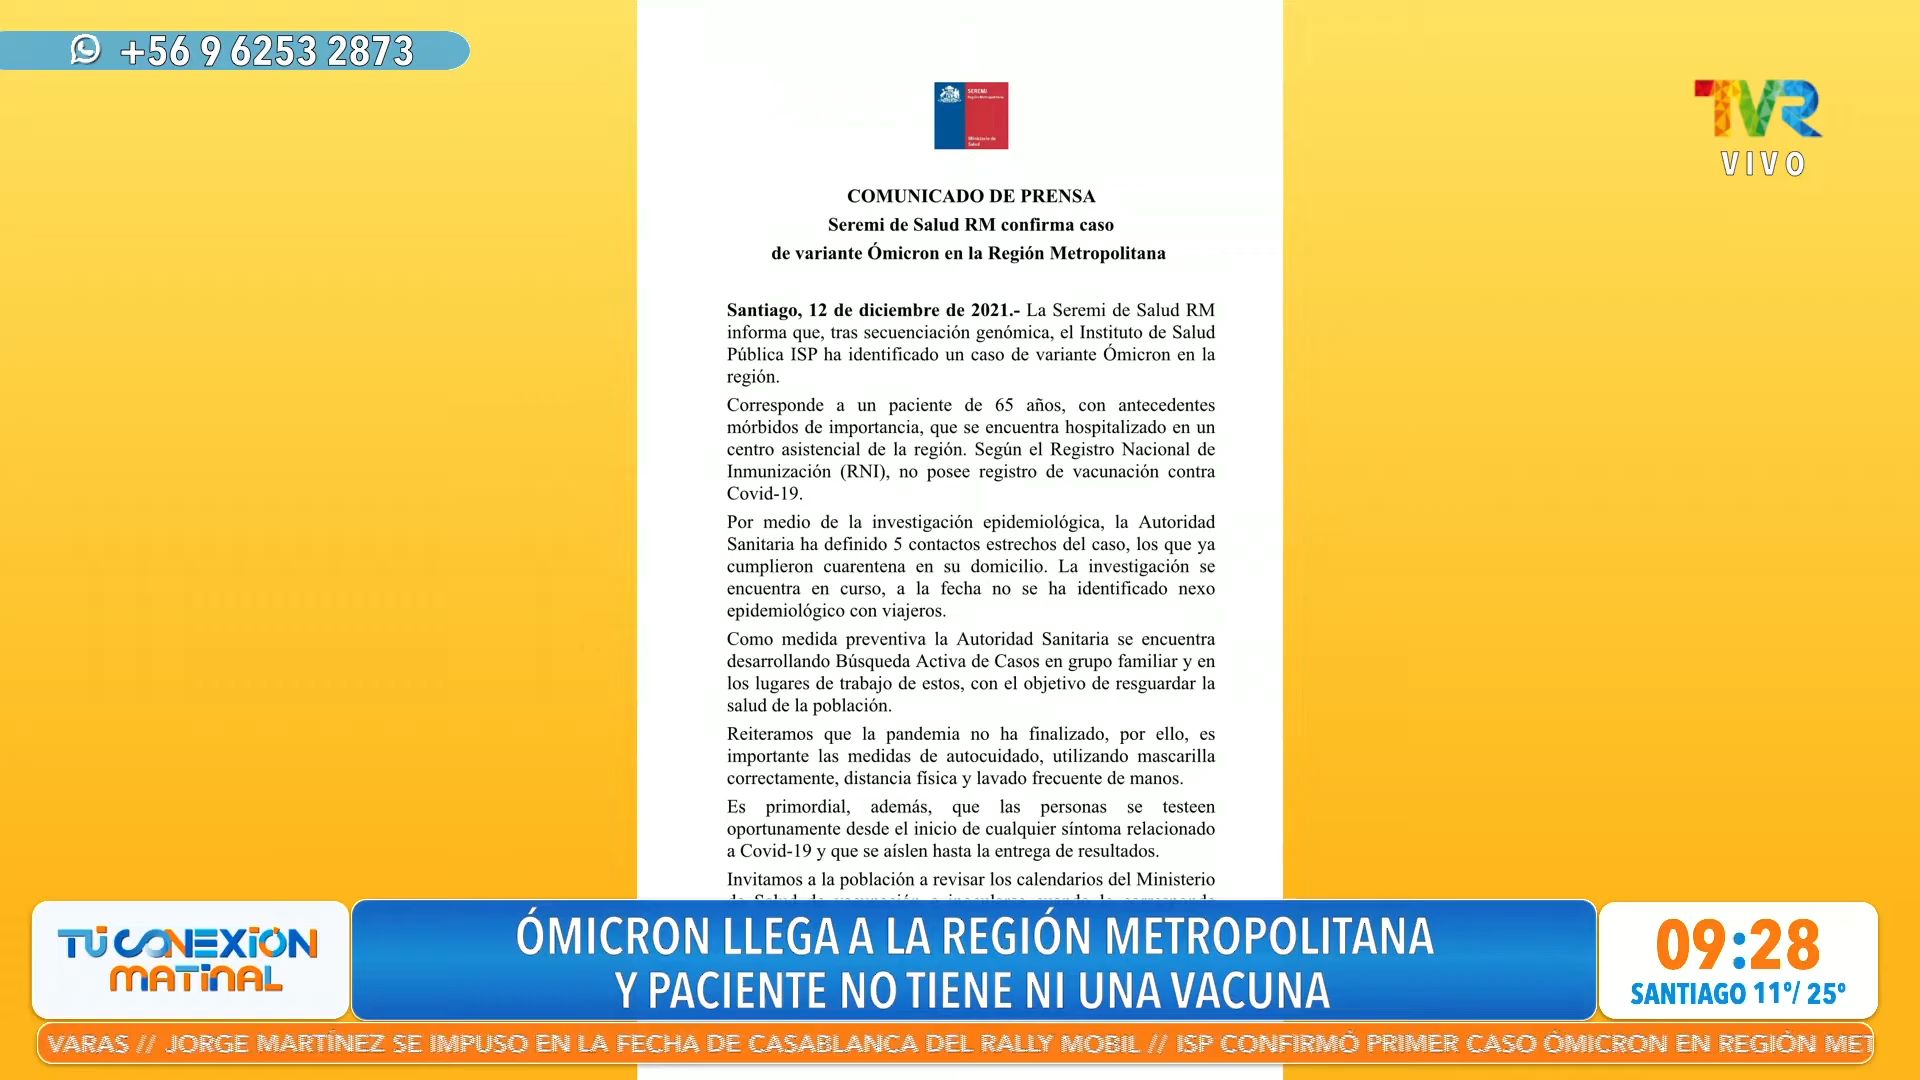 +56 9 6253 2873
TVR
VIVO
SEREMI
Región Metropolitana
Ministerio de
Salud
COMUNICADO DE PRENSA
Seremi de Salud RM confirma caso
de variante Ómicron en la Región Metropolitana
Santiago, 12 de diciembre de 2021.- La Seremi de Salud RM
informa que, tras secuenciación genómica, el Instituto de Salud
Pública ISP ha identificado un caso de variante Ómicron en la
región.
Corresponde a un paciente de 65 años, con antecedentes
mórbidos de importancia, que se encuentra hospitalizado en un
centro asistencial de la región. Según el Registro Nacional de
Inmunización (RNI), no posee registro de vacunación contra
Covid-19.
Por medio de la investigación epidemiológica, la Autoridad
Sanitaria ha definido 5 contactos estrechos del caso, los que ya
cumplieron cuarentena en su domicilio. La investigación se
encuentra en curso, a la fecha no se ha identificado nexo
epidemiológico con viajeros.
Como medida preventiva la Autoridad Sanitaria se encuentra
desarrollando Búsqueda Activa de Casos en grupo familiar y en
los lugares de trabajo de estos, con el objetivo de resguardar la
salud de la población.
Reiteramos que la pandemia no ha finalizado, por ello, es
importante las medidas de autocuidado, utilizando mascarilla
correctamente, distancia física y lavado frecuente de manos.
Es primordial, además, que las personas se testeen
oportunamente desde el inicio de cualquier síntoma relacionado
a Covid-19 y que se aíslen hasta la entrega de resultados.
Invitamos a la población a revisar los calendarios del Ministerio
TÚ CONEXIÓN
MATINAL
ÓMICRON LLEGA A LA REGIÓN METROPOLITANA
Y PACIENTE NO TIENE NI UNA VACUNA
09:28
SANTIAGO 11°/ 25°
VARAS // JORGE MARTÍNEZ SE IMPUSO EN LA FECHA DE CASABLANCA DEL RALLY MOBIL // ISP CONFIRMÓ PRIMER CASO ÓMICRON EN REGIÓN MET